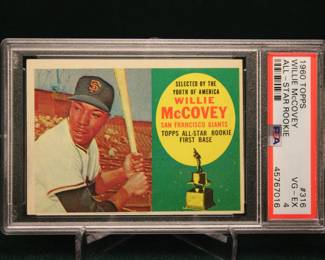 SELECTED BY THE
YOUTH OF AMERICA
WILLIE
McCOVEY
SAN FRANCISCO GIANTS
TOPPS ALL-STAR ROOKIE
FIRST BASE
1960 TOPPS
WILLIE McCOVEY
ALL-STAR ROOKIE
PSA
#316
VG-EX
4
45767016